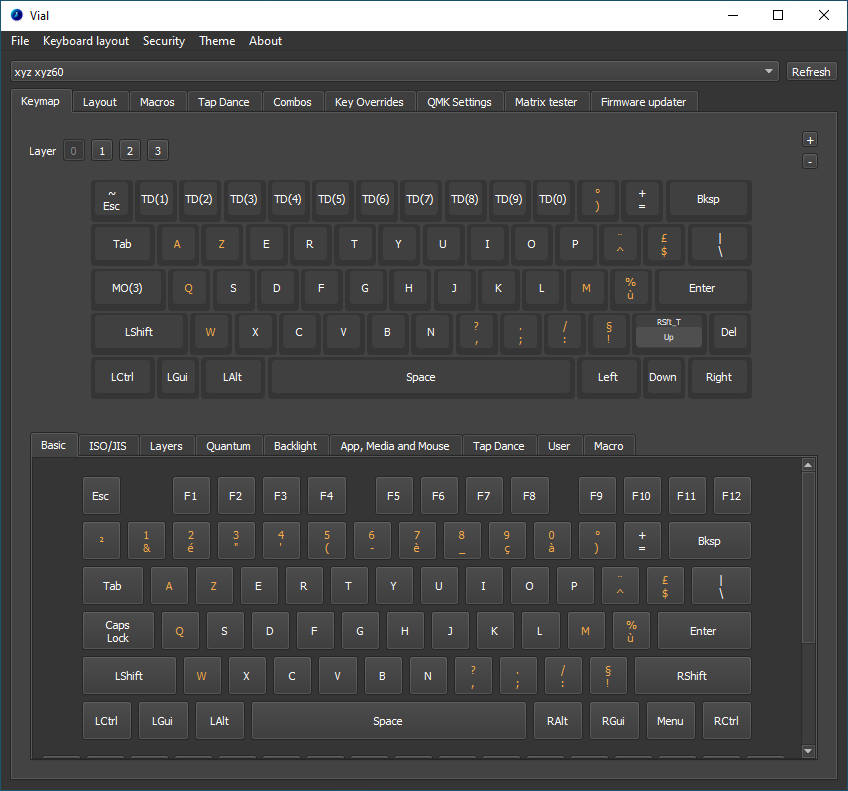 Vial
File Keyboard layout Security Theme About
xyz xyz60 Refresh
Keymap Layout Macros Tap Dance Combos Key Overrides QMK Settings Matrix tester Firmware updater
Layer 0 1 2 3 +
-
~ ° +
Esc TD(1) TD(2) TD(3) TD(4) TD(5) TD(6) TD(7) TD(8) TD(9) TD(0) ) = Bksp
¨ £ |
Tab A Z E R T Y U I O P ^ $ \
%
MO(3) Q S D F G H J K L M ù Enter
? . / § RSft_T
LShift W X C V B N , ; : ! Up Del
LCtrl LGui LAlt Space Left Down Right
Basic ISO/JIS Layers Quantum Backlight App, Media and Mouse Tap Dance User Macro
Esc F1 F2 F3 F4 F5 F6 F7 F8 F9 F10 F11 F12
1 2 3 4 5 6 7 8 9 0 ° +
² & é " ' ( - è _ ç à ) = Bksp
¨ £ |
Tab A Z E R T Y U I O P ^ $ \
Caps %
Lock Q S D F G H J K L M ù Enter
? . / §
LShift W X C V B N , ; : ! RShift
LCtrl LGui LAlt Space RAlt RGui Menu RCtrl